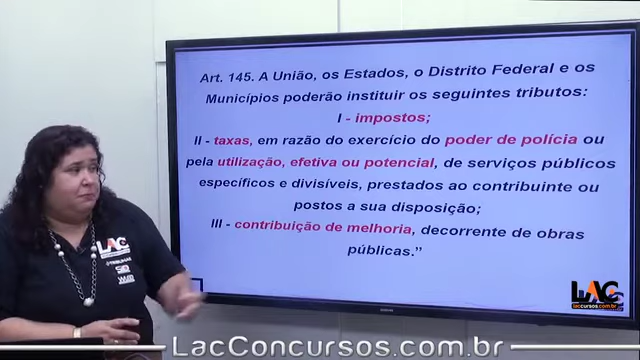 Art. 145. A União, os Estados, o Distrito Federal e os
Municípios poderão instituir os seguintes tributos:
I - impostos;
II - taxas, em razão do exercício do poder de polícia ou
pela utilização, efetiva ou potencial, de serviços públicos
específicos e divisíveis, prestados ao contribuinte ou
postos a sua disposição;
III - contribuição de melhoria, decorrente de obras
públicas.”
LAC
LAC
laccursos.com.br
LacConcursos.com.br